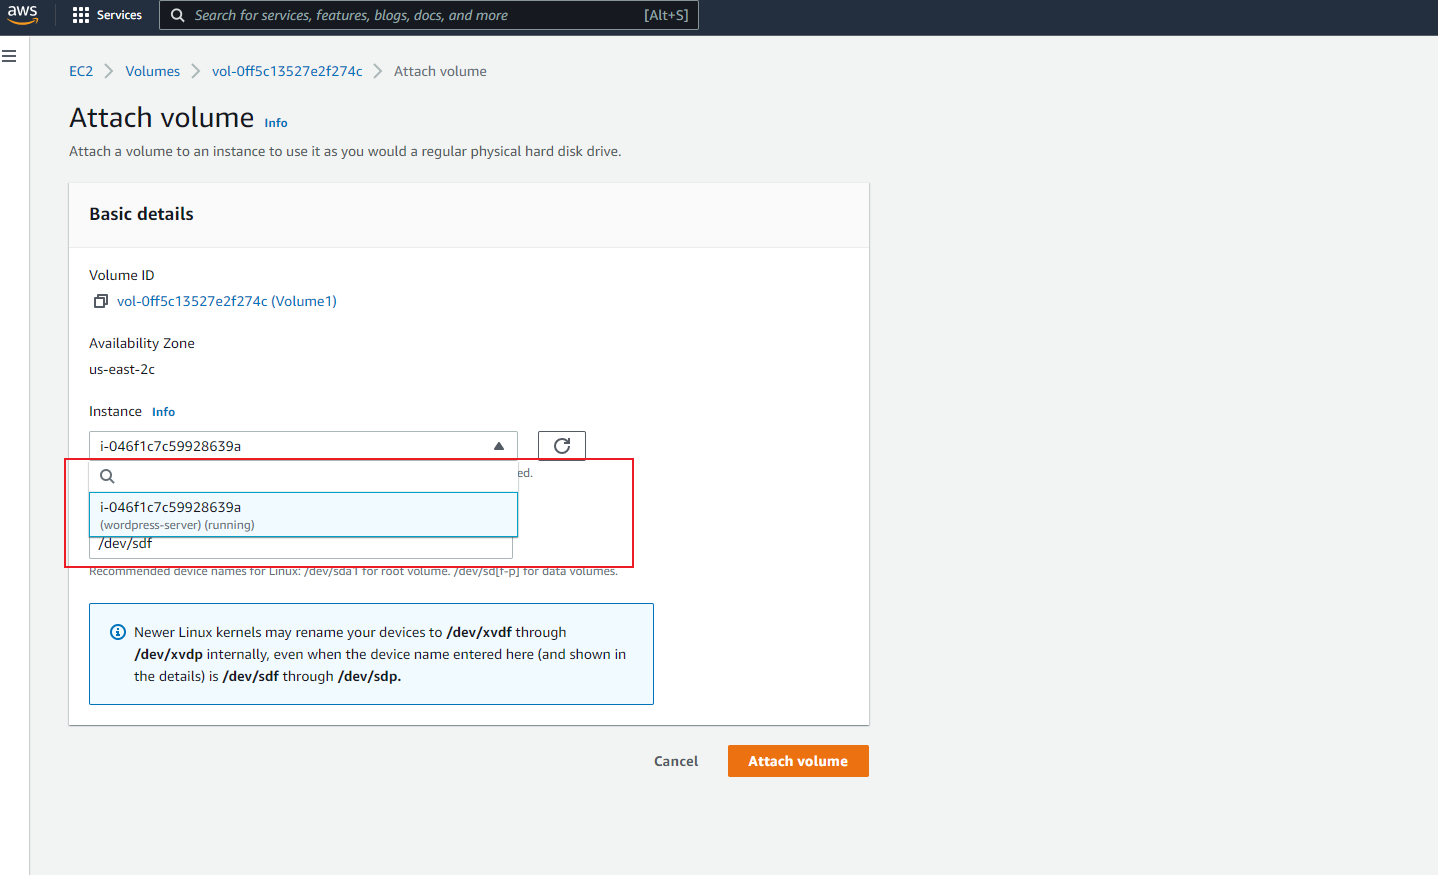 aws
Services
Search for services, features, blogs, docs, and more
[Alt+S]
EC2
Volumes
vol-0ff5c13527e2f274c
Attach volume
Attach volume Info
Attach a volume to an instance to use it as you would a regular physical hard disk drive.
Basic details
Volume ID
vol-0ff5c13527e2f274c (Volume1)
Availability Zone
us-east-2c
Instance Info
i-046f1c7c59928639a
ed.
i-046f1c7c59928639a
(wordpress-server) (running)
/dev/sdf
Recommended device names for Linux: /dev/sda1 for root volume. /dev/sd[f-p] for data volumes.
Newer Linux kernels may rename your devices to /dev/xvdf through
/dev/xvdp internally, even when the device name entered here (and shown in
the details) is /dev/sdf through /dev/sdp.
Cancel
Attach volume